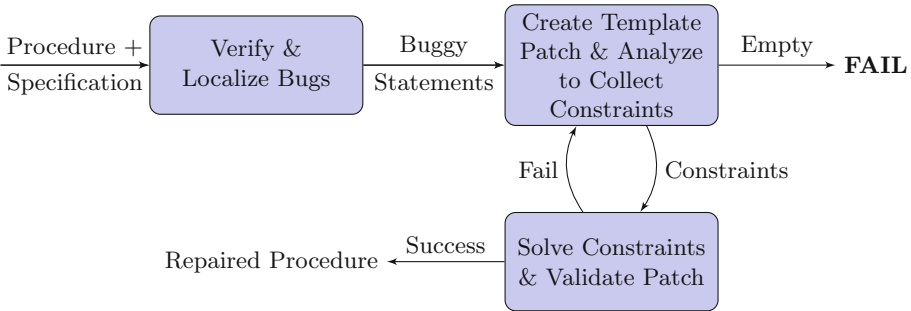 Procedure +
Specification
Verify &
Localize Bugs
Buggy
Statements
Create Template
Patch & Analyze
to Collect
Constraints
Empty
FAIL
Fail
Constraints
Solve Constraints
& Validate Patch
Success
Repaired Procedure